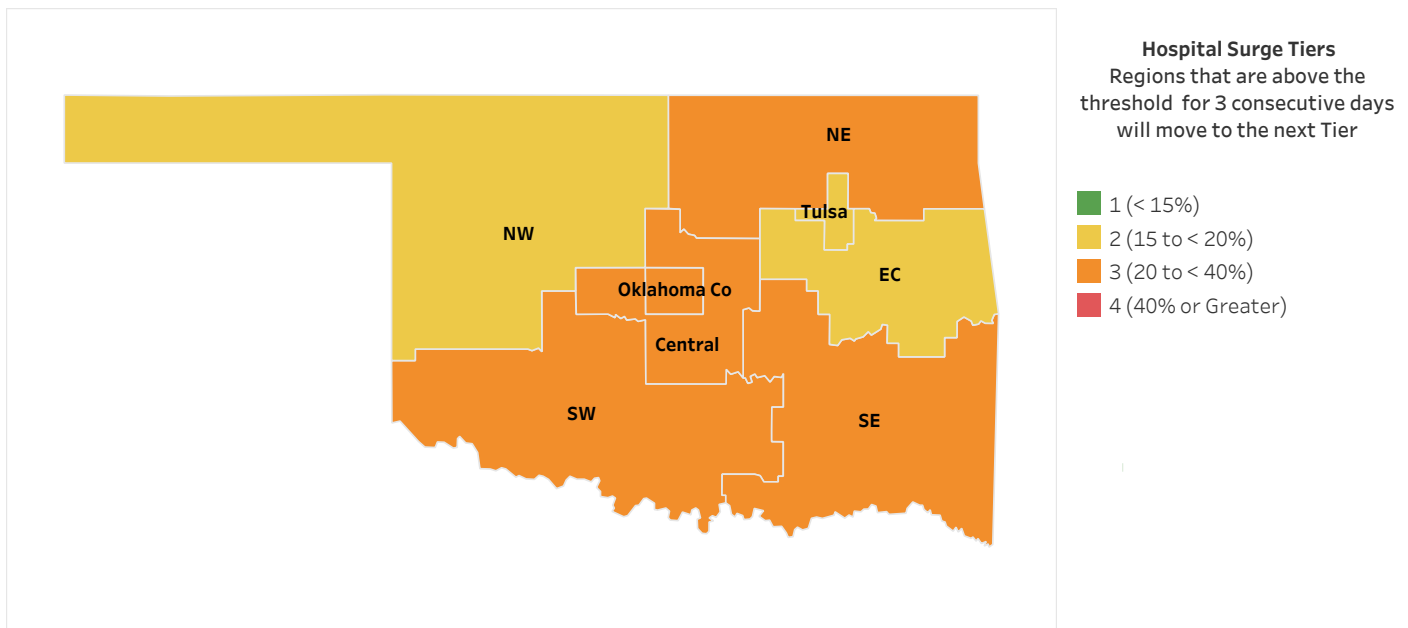 Hospital Surge Tiers
Regions that are above the
threshold for 3 consecutive days
will move to the next Tier
1 (< 15%)
2 (15 to < 20%)
3 (20 to < 40%)
4 (40% or Greater)
NE
Tulsa
NW
EC
Oklahoma Co
Central
SW
SE